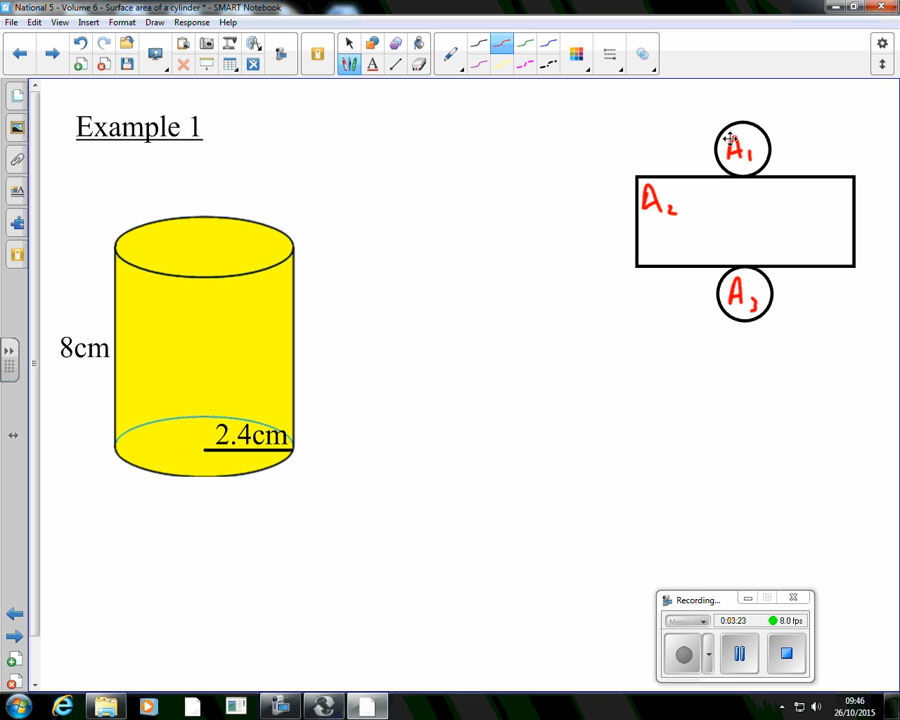 National 5 - Volume 6 - Surface area of a cylinder * - SMART Notebook
File Edit View Insert Format Draw Response Help
Example 1
A1
A2
8cm
2.4cm
A3
Recording...
Menu...
0:03:23
8.0 fps
09:46
26/10/2015